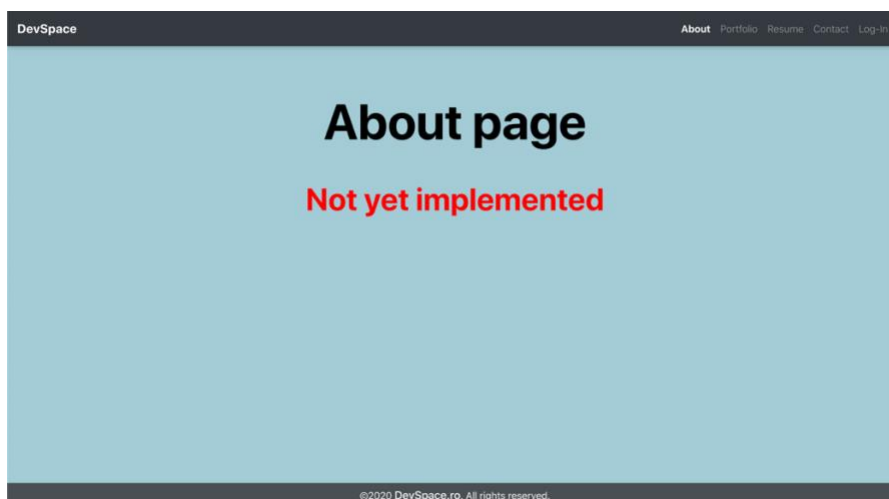 DevSpace About Portfolio Resume Contact Log-In
About page
Not yet implemented
©2020 DevSpace.ro. All rights reserved.